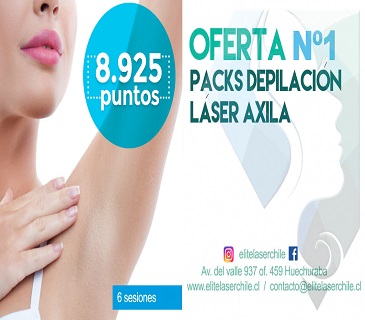 8.925
puntos
OFERTA Nº1
PACKS DEPILACIÓN
LÁSER AXILA
elitelaserchile
Av. del valle 937 of. 459 Huechuraba
www.elitelaserchile.cl / contacto@elitelaserchile.cl
6 sesiones